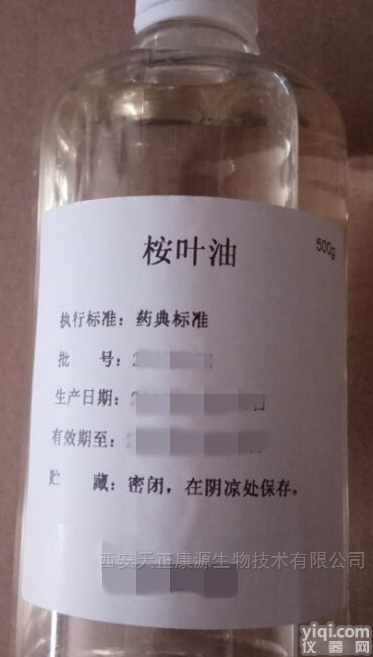 桉叶油 500g
执行标准：药典标准
批 号：
生产日期：
有效期至：
贮 藏：密闭，在阴凉处保存。
西安天正康源生物技术有限公司
yiqi.com
仪器网